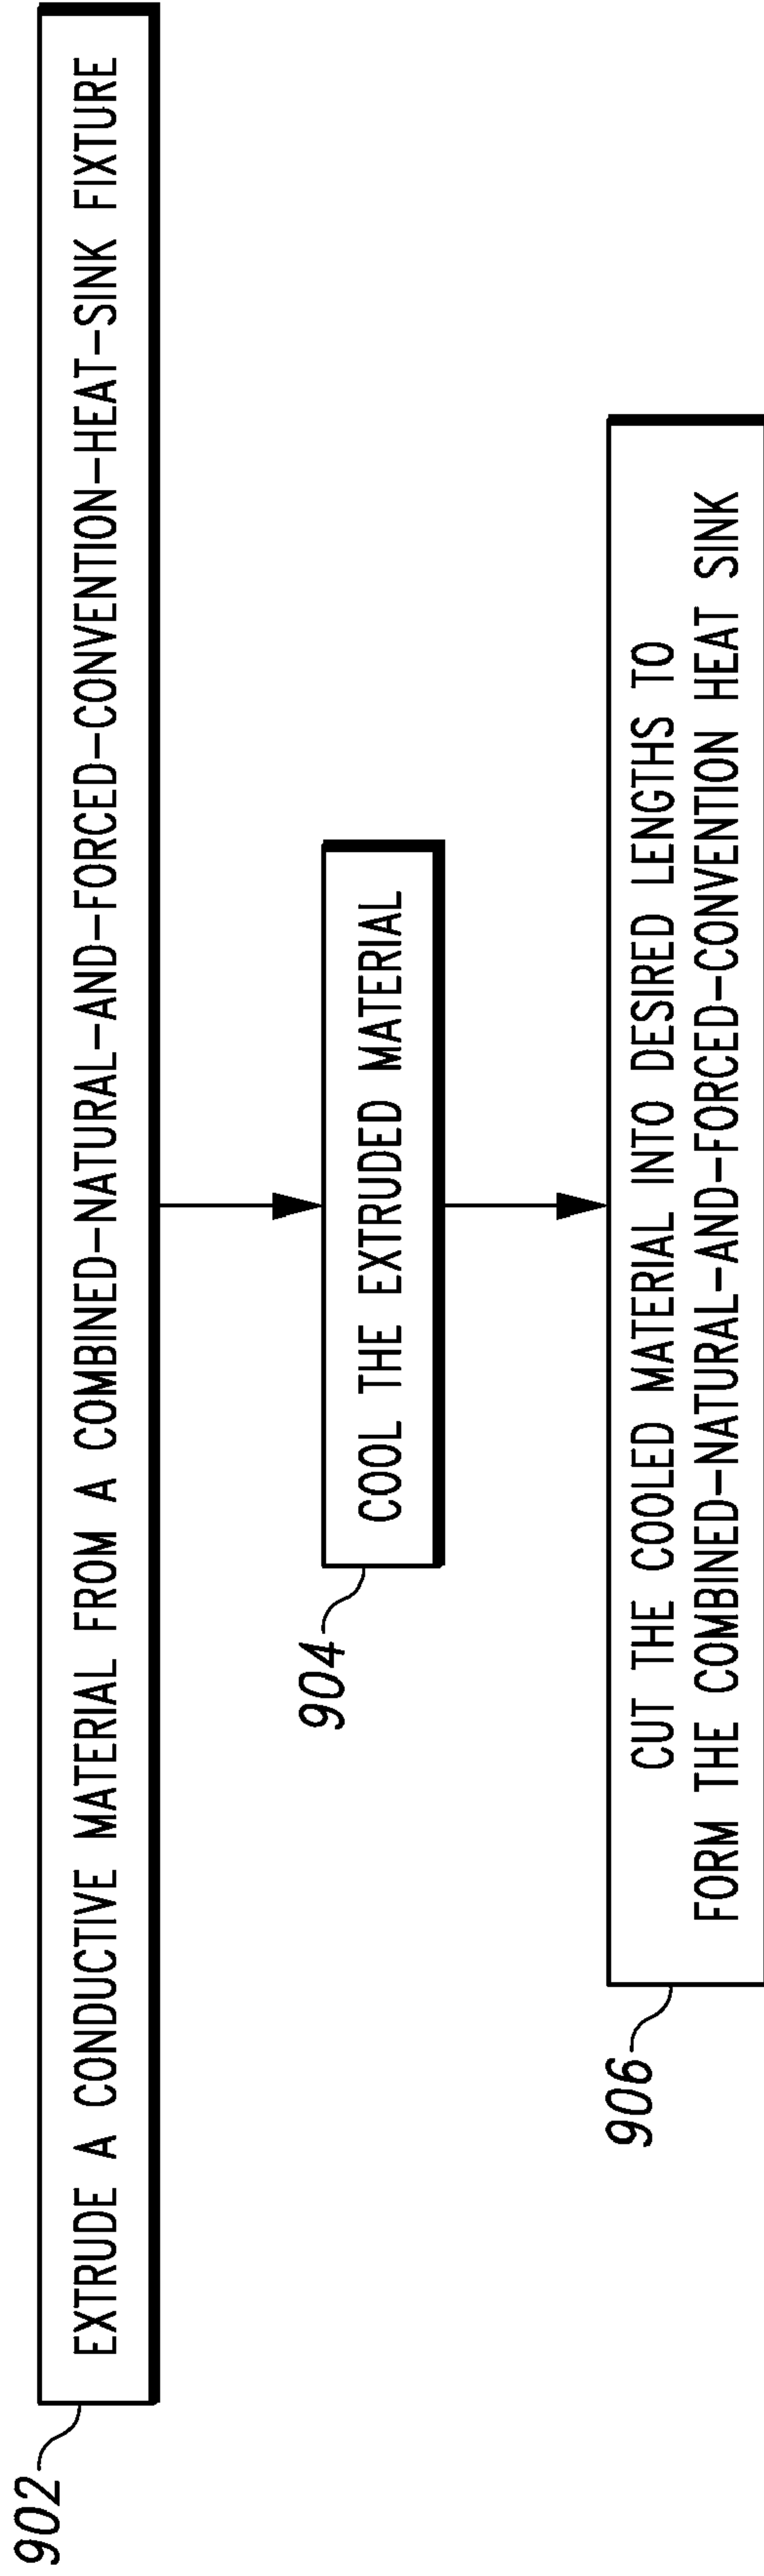 902
EXTRUDE A CONDUCTIVE MATERIAL FROM A COMBINED-NATURAL-AND-FORCED-CONVENTION-HEAT-SINK FIXTURE
904
COOL THE EXTRUDED MATERIAL
906
CUT THE COOLED MATERIAL INTO DESIRED LENGTHS TO
FORM THE COMBINED-NATURAL-AND-FORCED-CONVENTION HEAT SINK